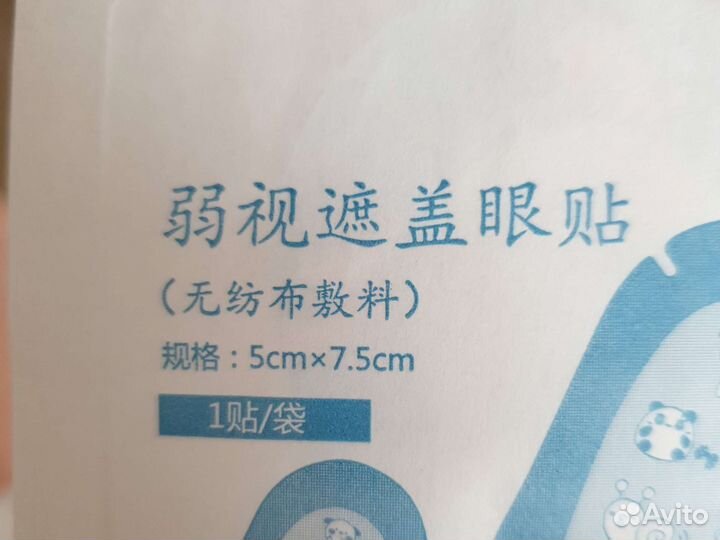 弱视遮盖眼贴
(无纺布敷料)
规格：5cm×7.5cm
1贴/袋
Avito